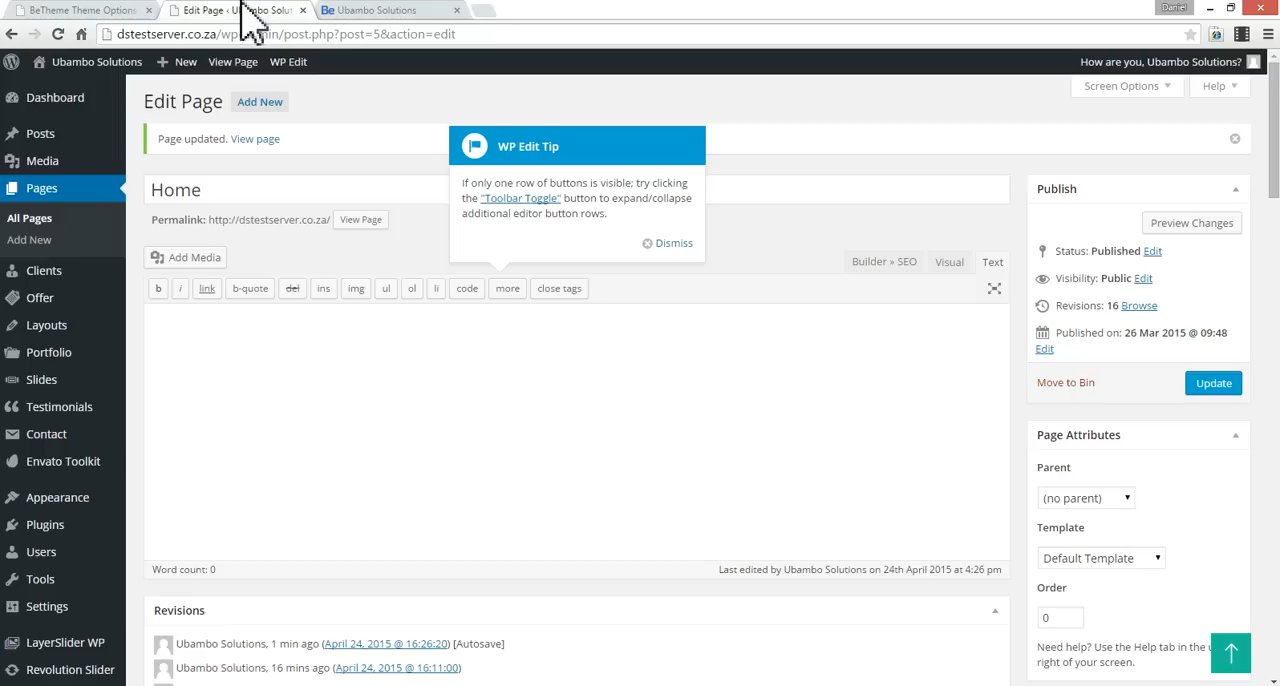 BeTheme Theme Options
Edit Page ‹ Ubambo Solut
Be Ubambo Solutions
Daniel
dstestserver.co.za/wp min/post.php?post=5&action=edit
Ubambo Solutions
New
View Page
WP Edit
How are you, Ubambo Solutions?
Screen Options
Help
Edit Page
Add New
Page updated. View page
WP Edit Tip
If only one row of buttons is visible; try clicking
the "Toolbar Toggle" button to expand/collapse
additional editor button rows.
Dismiss
Dashboard
Posts
Media
Pages
All Pages
Add New
Clients
Offer
Layouts
Portfolio
Slides
Testimonials
Contact
Envato Toolkit
Appearance
Plugins
Users
Tools
Settings
LayerSlider WP
Revolution Slider
Home
Permalink: http://dstestserver.co.za/ View Page
Add Media
Builder » SEO
Visual
Text
b i link b-quote del ins img ul ol li code more close tags
Word count: 0
Last edited by Ubambo Solutions on 24th April 2015 at 4:26 pm
Revisions
Ubambo Solutions, 1 min ago (April 24, 2015 @ 16:26:20) [Autosave]
Ubambo Solutions, 16 mins ago (April 24, 2015 @ 16:11:00)
Publish
Preview Changes
Status: Published Edit
Visibility: Public Edit
Revisions: 16 Browse
Published on: 26 Mar 2015 @ 09:48
Edit
Move to Bin
Update
Page Attributes
Parent
(no parent)
Template
Default Template
Order
0
Need help? Use the Help tab in the
right of your screen.